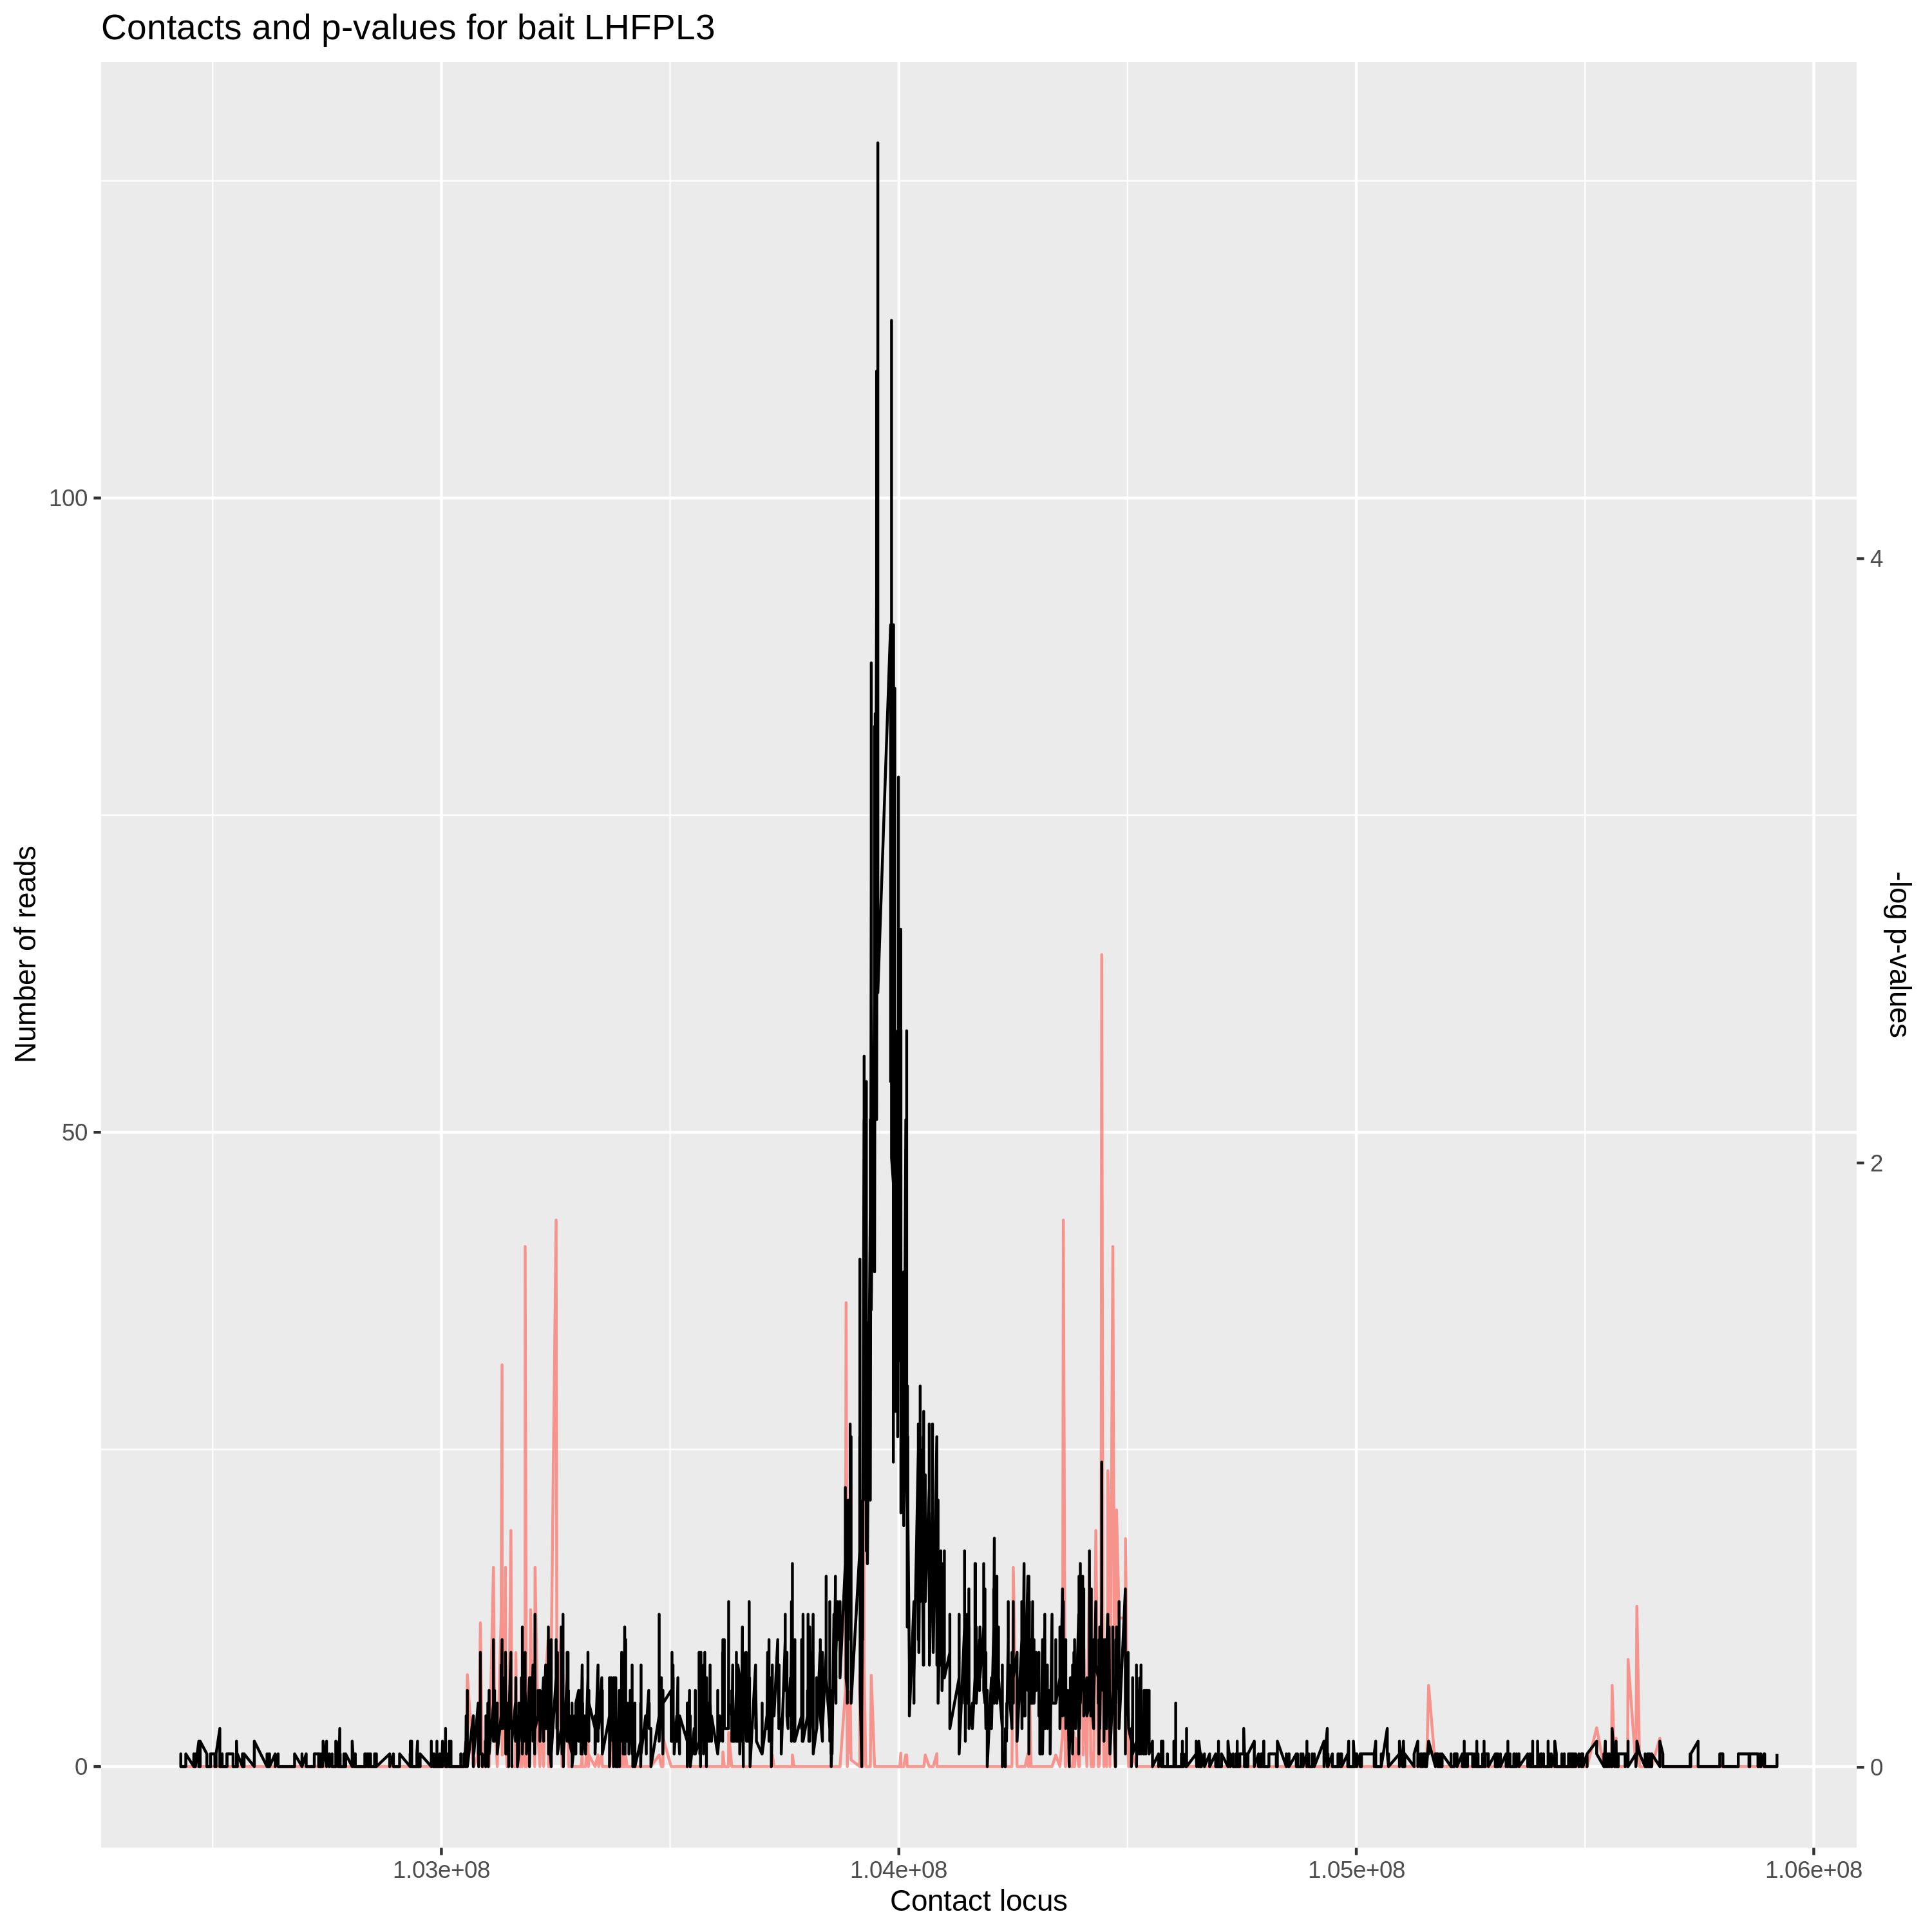 Contacts and p-values for bait LHFPL3
Number of reads
100
50
0
4
2
0
-log p-values
1.03e+08
1.04e+08
1.05e+08
1.06e+08
Contact locus